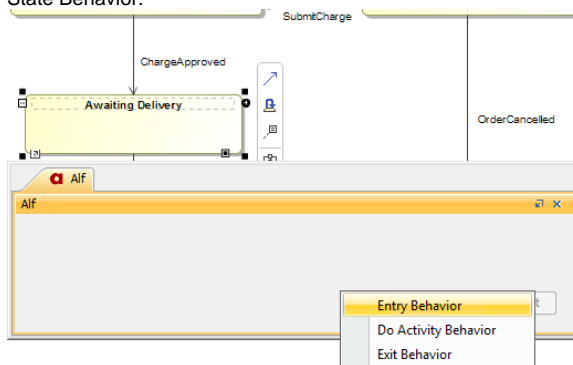 State Behavior:
SubmitCharge
ChargeApproved
Awaiting Delivery
OrderCancelled
Alf
Alf
Entry Behavior
Do Activity Behavior
Exit Behavior